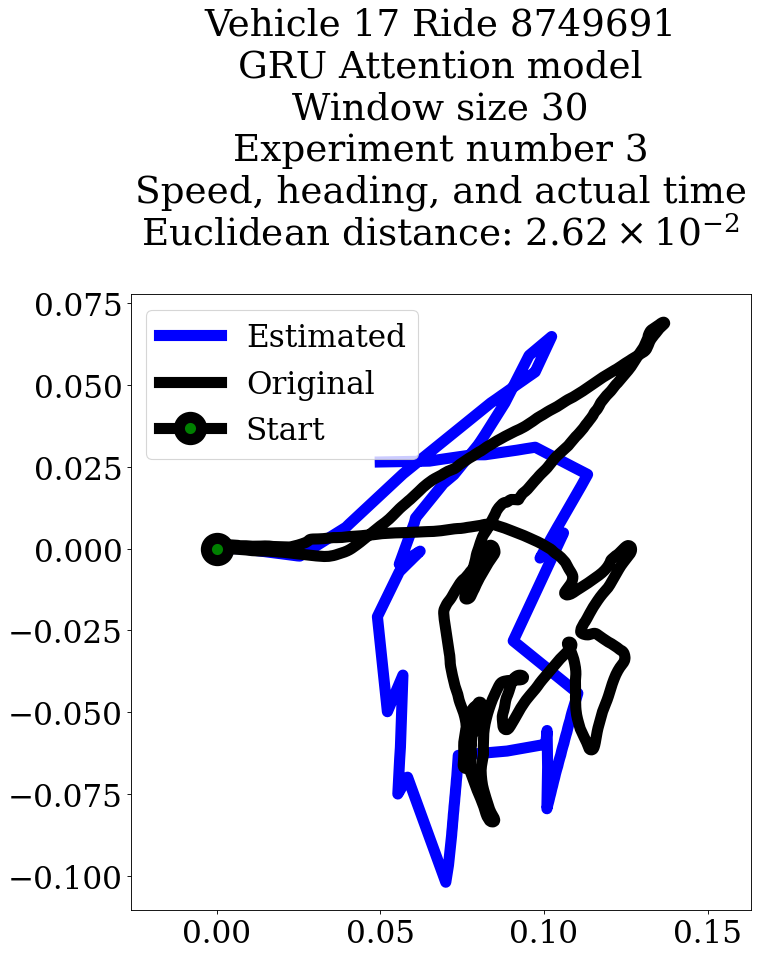 Vehicle 17 Ride 8749691
GRU Attention model
Window size 30
Experiment number 3
Speed, heading, and actual time
Euclidean distance: 2.62 × 10⁻²
0.075
0.050
0.025
0.000
−0.025
−0.050
−0.075
−0.100
Estimated
Original
Start
0.00 0.05 0.10 0.15